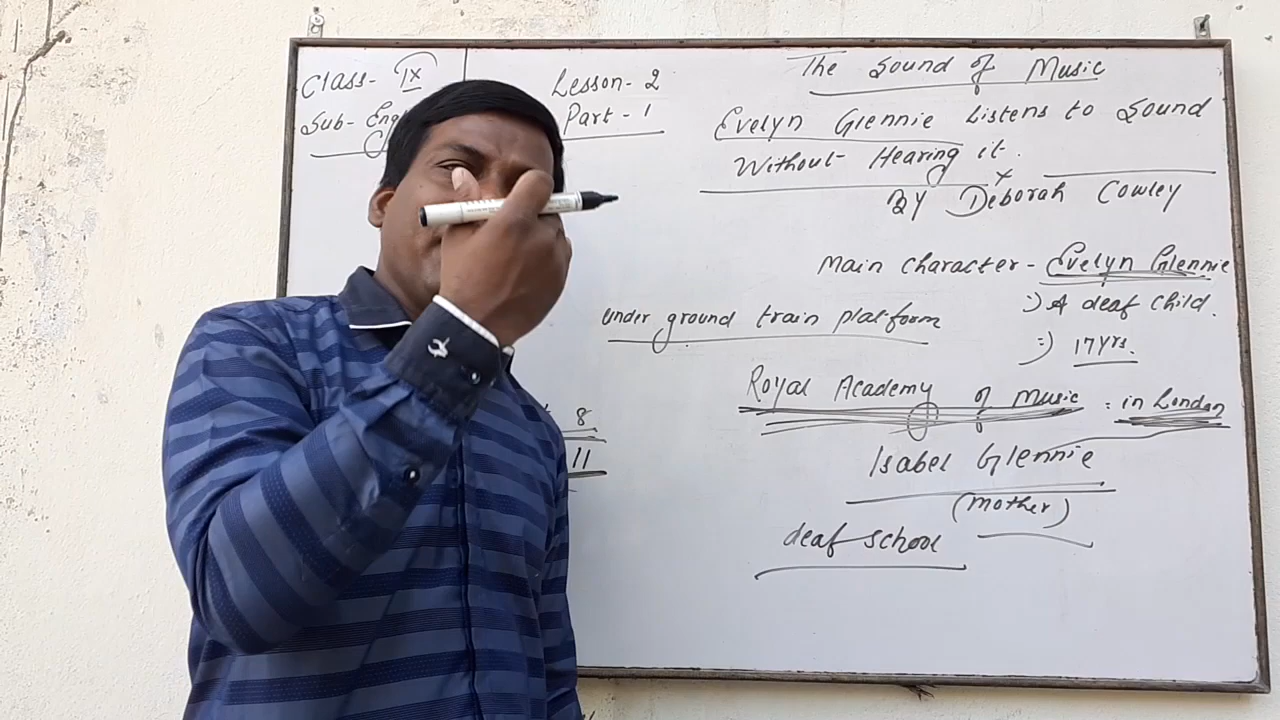 Class- IX
Sub- Eng
Lesson- 2
Part - 1
The Sound of Music
Evelyn Glennie Listens to Sound
Without Hearing it.
By Deborah Cowley
Main Character - Evelyn Glennie
:) A deaf child.
:) 17 yrs.
under ground train platform
Royal Academy of Music : in London
8
11
Isabel Glennie
(Mother)
deaf school